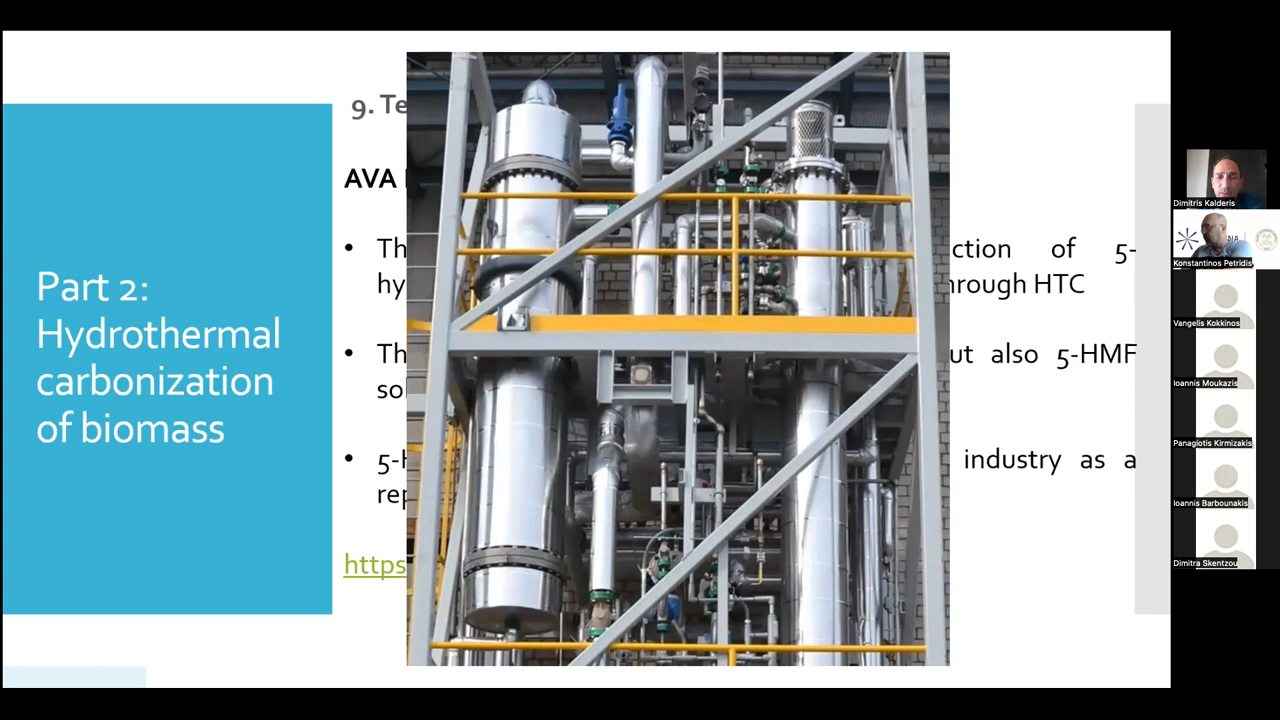 9. Te
AVA
Part 2:
Hydrothermal
carbonization
of biomass
• Th ction of 5-
hy hrough HTC
• Th ut also 5-HMF
so
• 5-H industry as a
rep
https
Dimitris Kalderis
Konstantinos Petridis
Vangelis Kokkinos
Ioannis Moukazis
Panagiotis Kirmizakis
Ioannis Barbounakis
Dimitra Skentzou